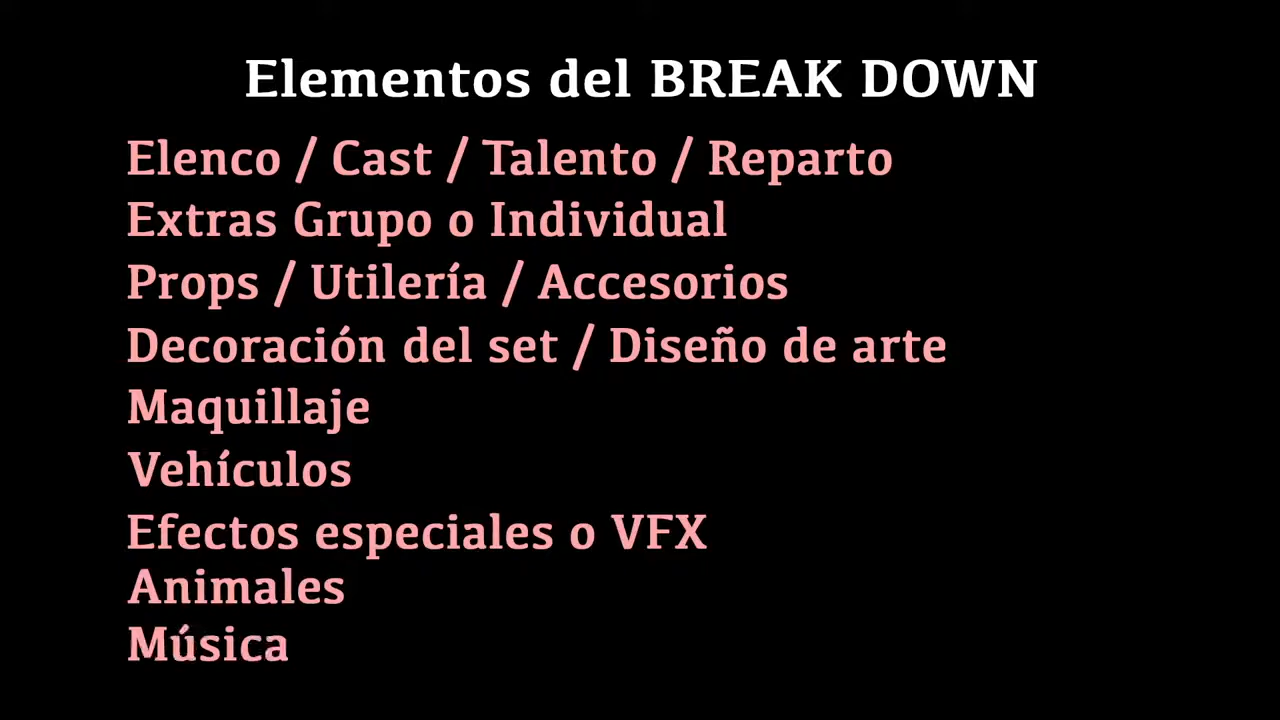 Elementos del BREAK DOWN
Elenco / Cast / Talento / Reparto
Extras Grupo o Individual
Props / Utilería / Accesorios
Decoración del set / Diseño de arte
Maquillaje
Vehículos
Efectos especiales o VFX
Animales
Música